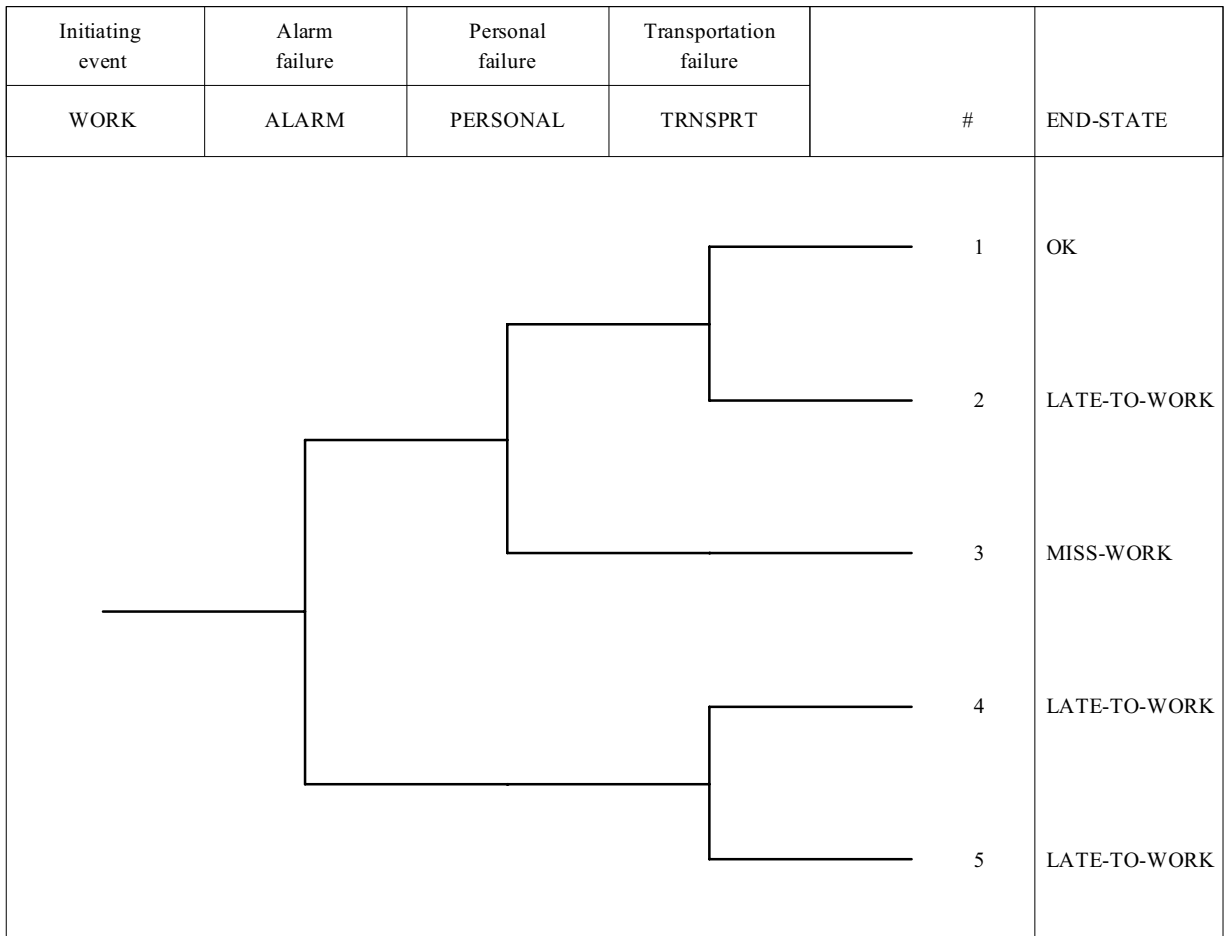 Initiating event
Alarm failure
Personal failure
Transportation failure
WORK ALARM PERSONAL TRNSPRT # END-STATE
1 OK
2 LATE-TO-WORK
3 MISS-WORK
4 LATE-TO-WORK
5 LATE-TO-WORK